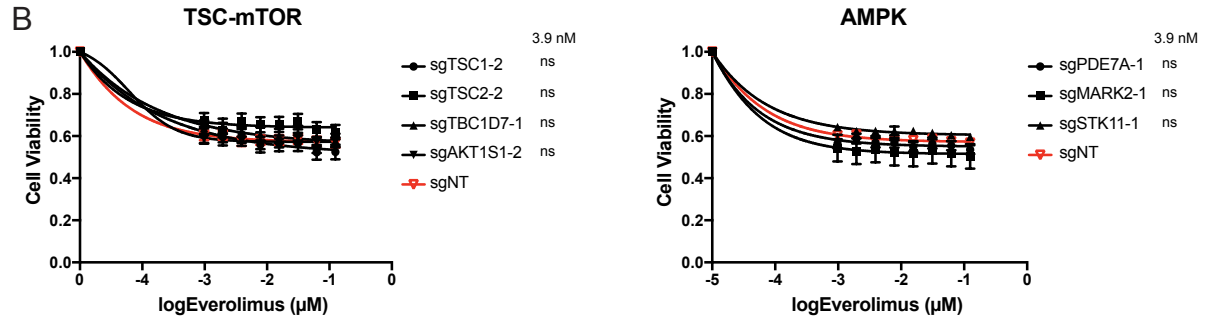 B
TSC-mTOR
3.9 nM
sgTSC1-2 ns
sgTSC2-2 ns
sgTBC1D7-1 ns
sgAKT1S1-2 ns
sgNT
Cell Viability
1.0
0.8
0.6
0.4
0.2
0.0
0 -4 -3 -2 -1 0
logEverolimus (µM)
AMPK
3.9 nM
sgPDE7A-1 ns
sgMARK2-1 ns
sgSTK11-1 ns
sgNT
Cell Viability
1.0
0.8
0.6
0.4
0.2
0.0
-5 -4 -3 -2 -1 0
logEverolimus (µM)